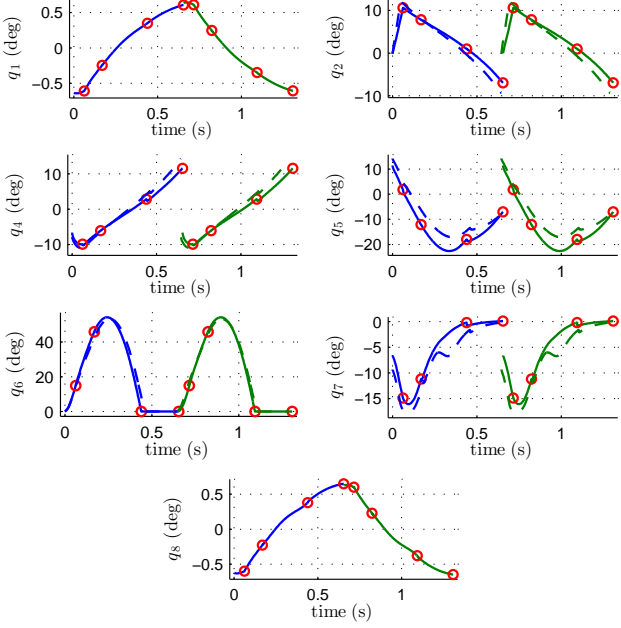 0.5
0
−0.5
q1 (deg)
0 0.5 1
time (s)
10
0
−10
q2 (deg)
0 0.5 1
time (s)
10
0
−10
q4 (deg)
0 0.5 1
time (s)
10
0
−10
−20
q5 (deg)
0 0.5 1
time (s)
40
20
0
q6 (deg)
0 0.5 1
time (s)
0
−5
−10
−15
q7 (deg)
0 0.5 1
time (s)
0.5
0
−0.5
q8 (deg)
0 0.5 1
time (s)